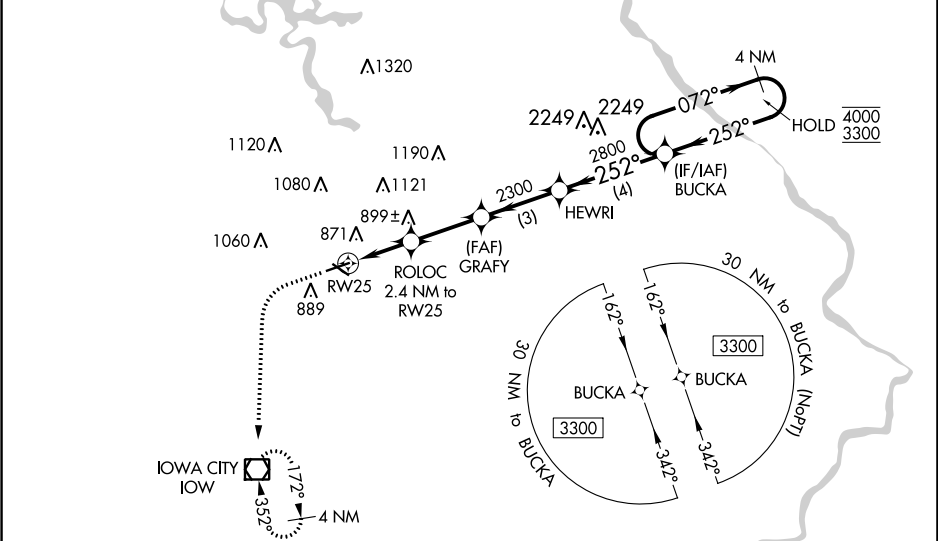 1320
4 NM
072°
2249
2249
HOLD
4000
3300
252°
1120
1190
2800
252°
(4)
(IF/IAF)
BUCKA
1080
1121
2300
(3)
HEWRI
899±
1060
871
(FAF)
GRAFY
ROLOC
2.4 NM to
RW25
RW25
889
30 NM to BUCKA (NoPT)
162°
162°
3300
BUCKA
BUCKA
30 NM to BUCKA
3300
342°
342°
IOWA CITY
IOW
172°
352°
4 NM